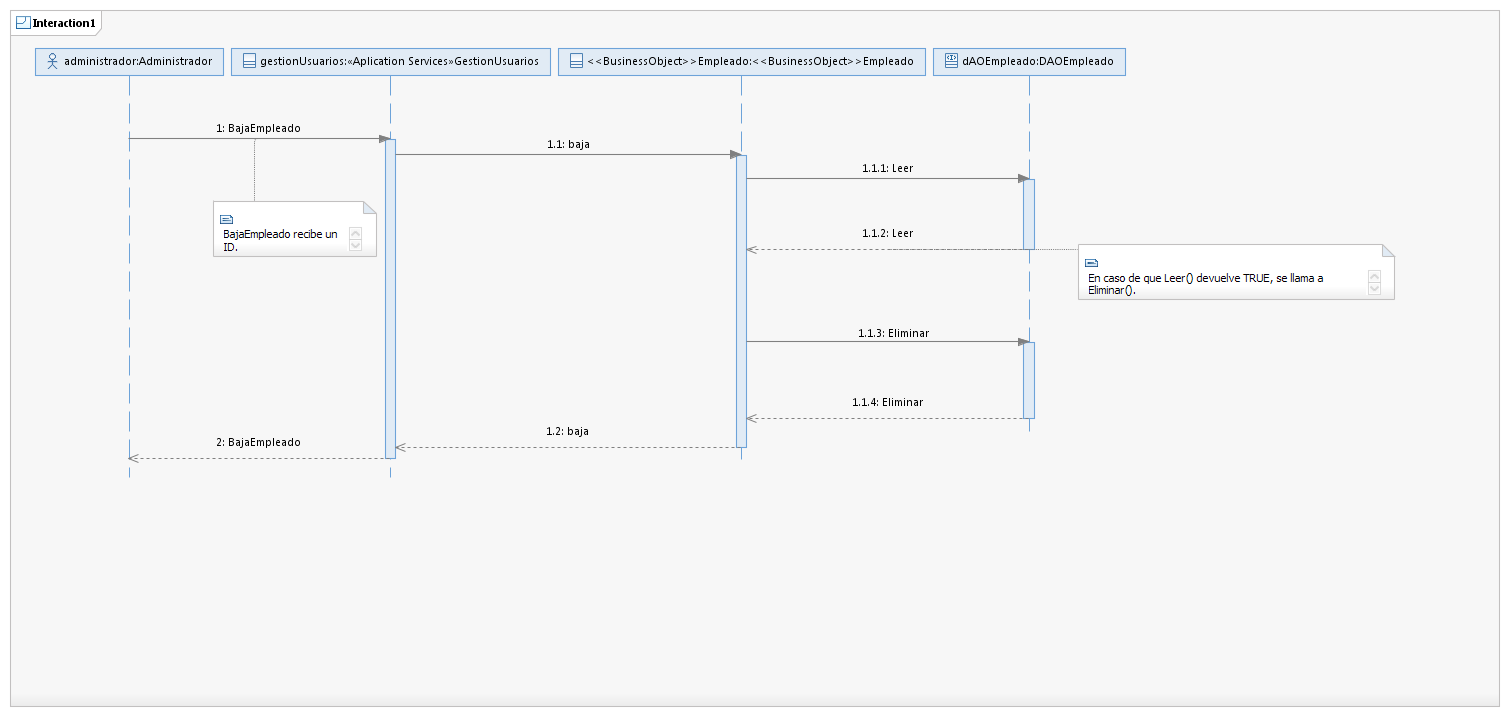 Interaction1
administrador:Administrador
gestionUsuarios:«Aplication Services»GestionUsuarios
<<BusinessObject>>Empleado:<<BusinessObject>>Empleado
dAOEmpleado:DAOEmpleado
1: BajaEmpleado
1.1: baja
1.1.1: Leer
BajaEmpleado recibe un
ID.
1.1.2: Leer
En caso de que Leer() devuelve TRUE, se llama a
Eliminar().
1.1.3: Eliminar
1.1.4: Eliminar
1.2: baja
2: BajaEmpleado